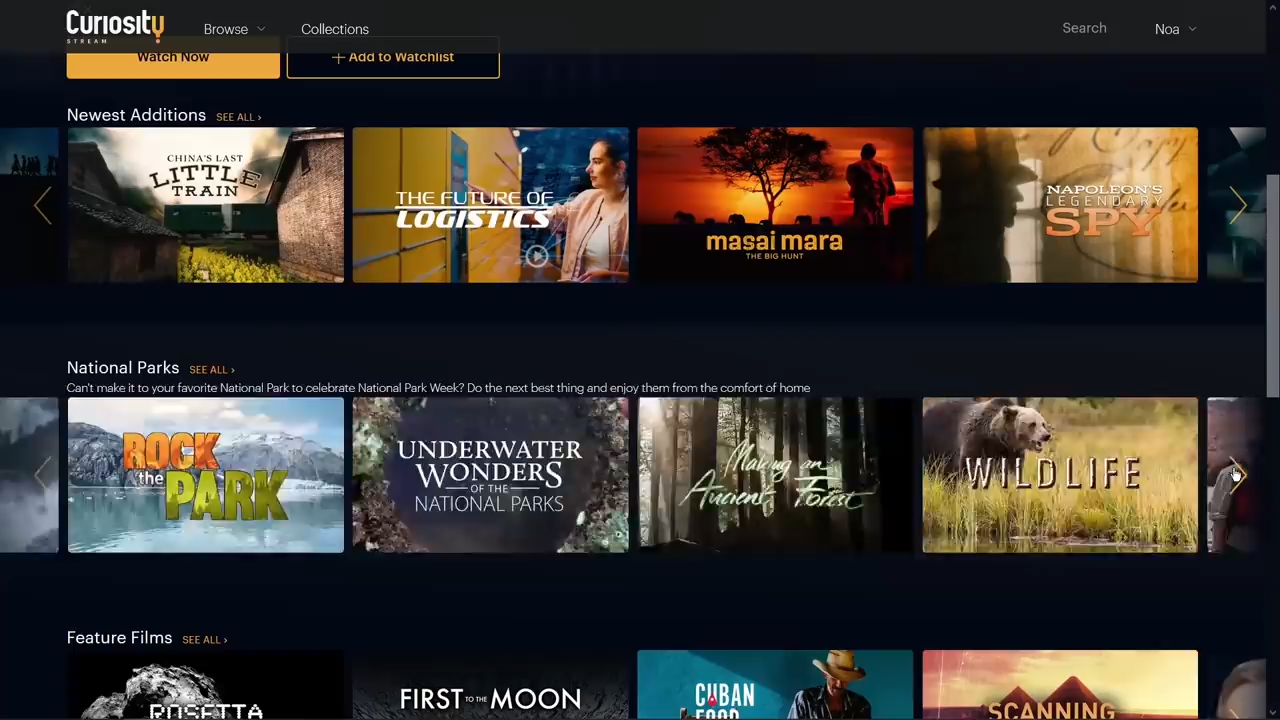 Curiosity
STREAM
Browse
Collections
Search
Noa
Watch Now
+ Add to Watchlist
Newest Additions
SEE ALL ›
CHINA'S LAST
LITTLE
TRAIN
THE FUTURE OF
LOGISTICS
masai mara
THE BIG HUNT
NAPOLEON'S
LEGENDARY
SPY
National Parks
SEE ALL ›
Can't make it to your favorite National Park to celebrate National Park Week? Do the next best thing and enjoy them from the comfort of home
ROCK
the
PARK
UNDERWATER
WONDERS
OF THE
NATIONAL PARKS
Making an
Ancient Forest
WILDLIFE
Feature Films
SEE ALL ›
ROSETTA
FIRST TO THE MOON
CUBAN
FOOD
SCANNING